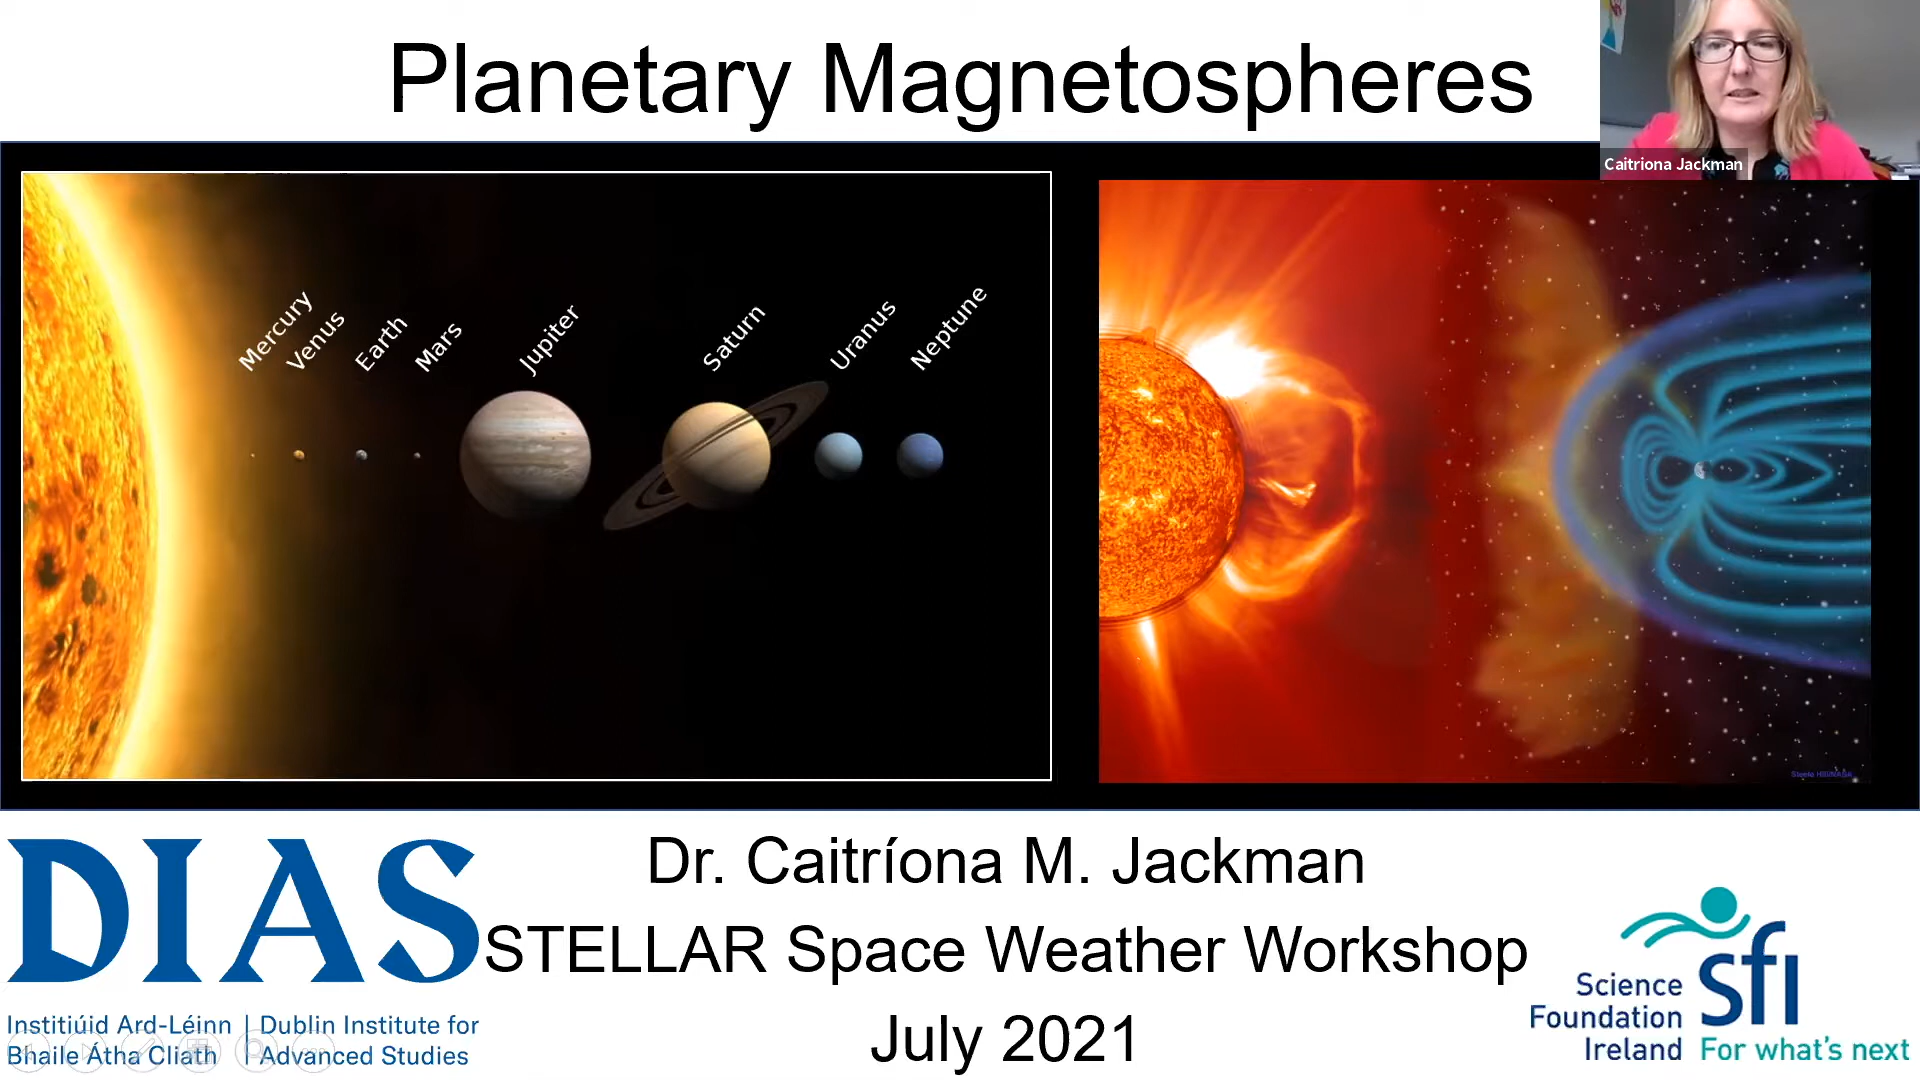 Planetary Magnetospheres
Caitriona Jackman
Mercury
Venus
Earth
Mars
Jupiter
Saturn
Uranus
Neptune
Dr. Caitríona M. Jackman
STELLAR Space Weather Workshop
July 2021
DIAS
Institiúid Ard-Léinn | Dublin Institute for
Bhaile Átha Cliath | Advanced Studies
sfi
Science
Foundation
Ireland
For what's next